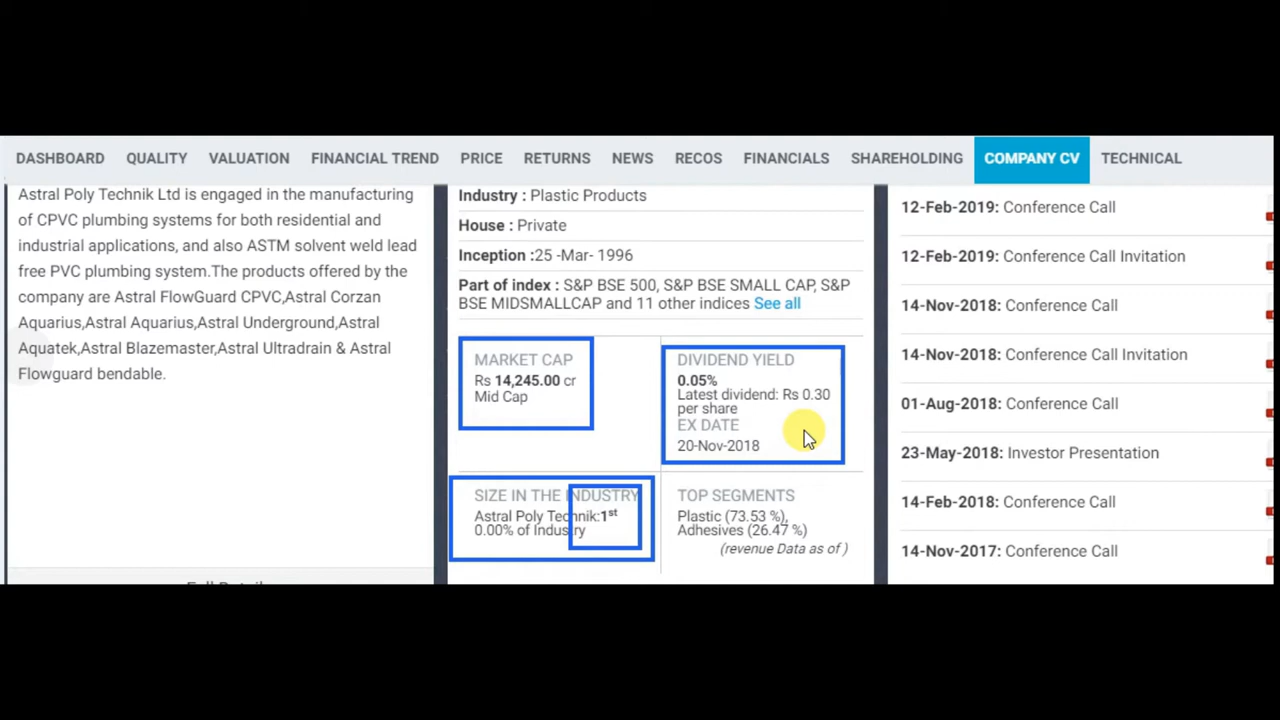 DASHBOARD QUALITY VALUATION FINANCIAL TREND PRICE RETURNS NEWS RECOS FINANCIALS SHAREHOLDING COMPANY CV TECHNICAL
Astral Poly Technik Ltd is engaged in the manufacturing
of CPVC plumbing systems for both residential and
industrial applications, and also ASTM solvent weld lead
free PVC plumbing system.The products offered by the
company are Astral FlowGuard CPVC,Astral Corzan
Aquarius,Astral Aquarius,Astral Underground,Astral
Aquatek,Astral Blazemaster,Astral Ultradrain & Astral
Flowguard bendable.
Industry : Plastic Products
House : Private
Inception :25 -Mar- 1996
Part of index : S&P BSE 500, S&P BSE SMALL CAP, S&P
BSE MIDSMALLCAP and 11 other indices See all
MARKET CAP
Rs 14,245.00 cr
Mid Cap
DIVIDEND YIELD
0.05%
Latest dividend: Rs 0.30
per share
EX DATE
20-Nov-2018
SIZE IN THE INDUSTRY
Astral Poly Technik:1st
0.00% of Industry
TOP SEGMENTS
Plastic (73.53 %),
Adhesives (26.47 %)
(revenue Data as of )
12-Feb-2019: Conference Call
12-Feb-2019: Conference Call Invitation
14-Nov-2018: Conference Call
14-Nov-2018: Conference Call Invitation
01-Aug-2018: Conference Call
23-May-2018: Investor Presentation
14-Feb-2018: Conference Call
14-Nov-2017: Conference Call